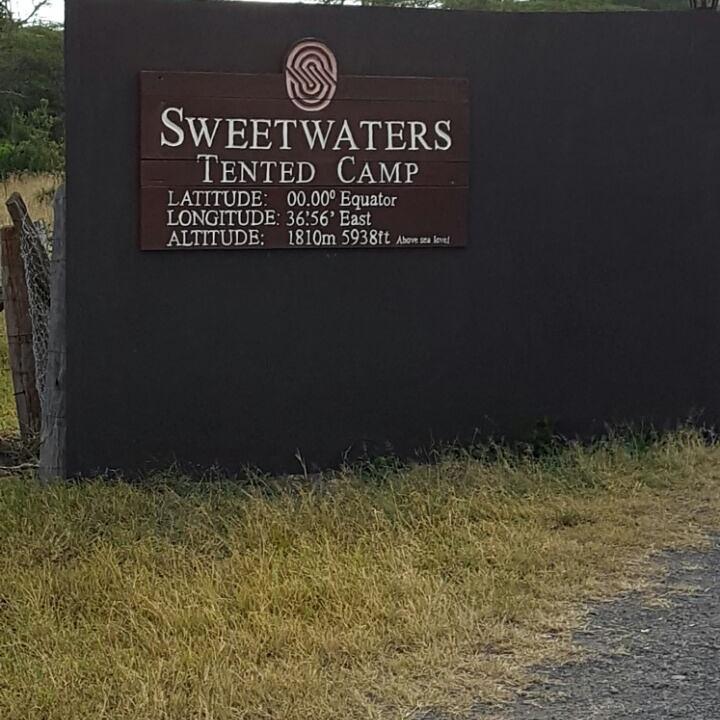 SWEETWATERS
TENTED CAMP
LATITUDE: 00.00° Equator
LONGITUDE: 36:56' East
ALTITUDE: 1810m 5938ft Above sea level